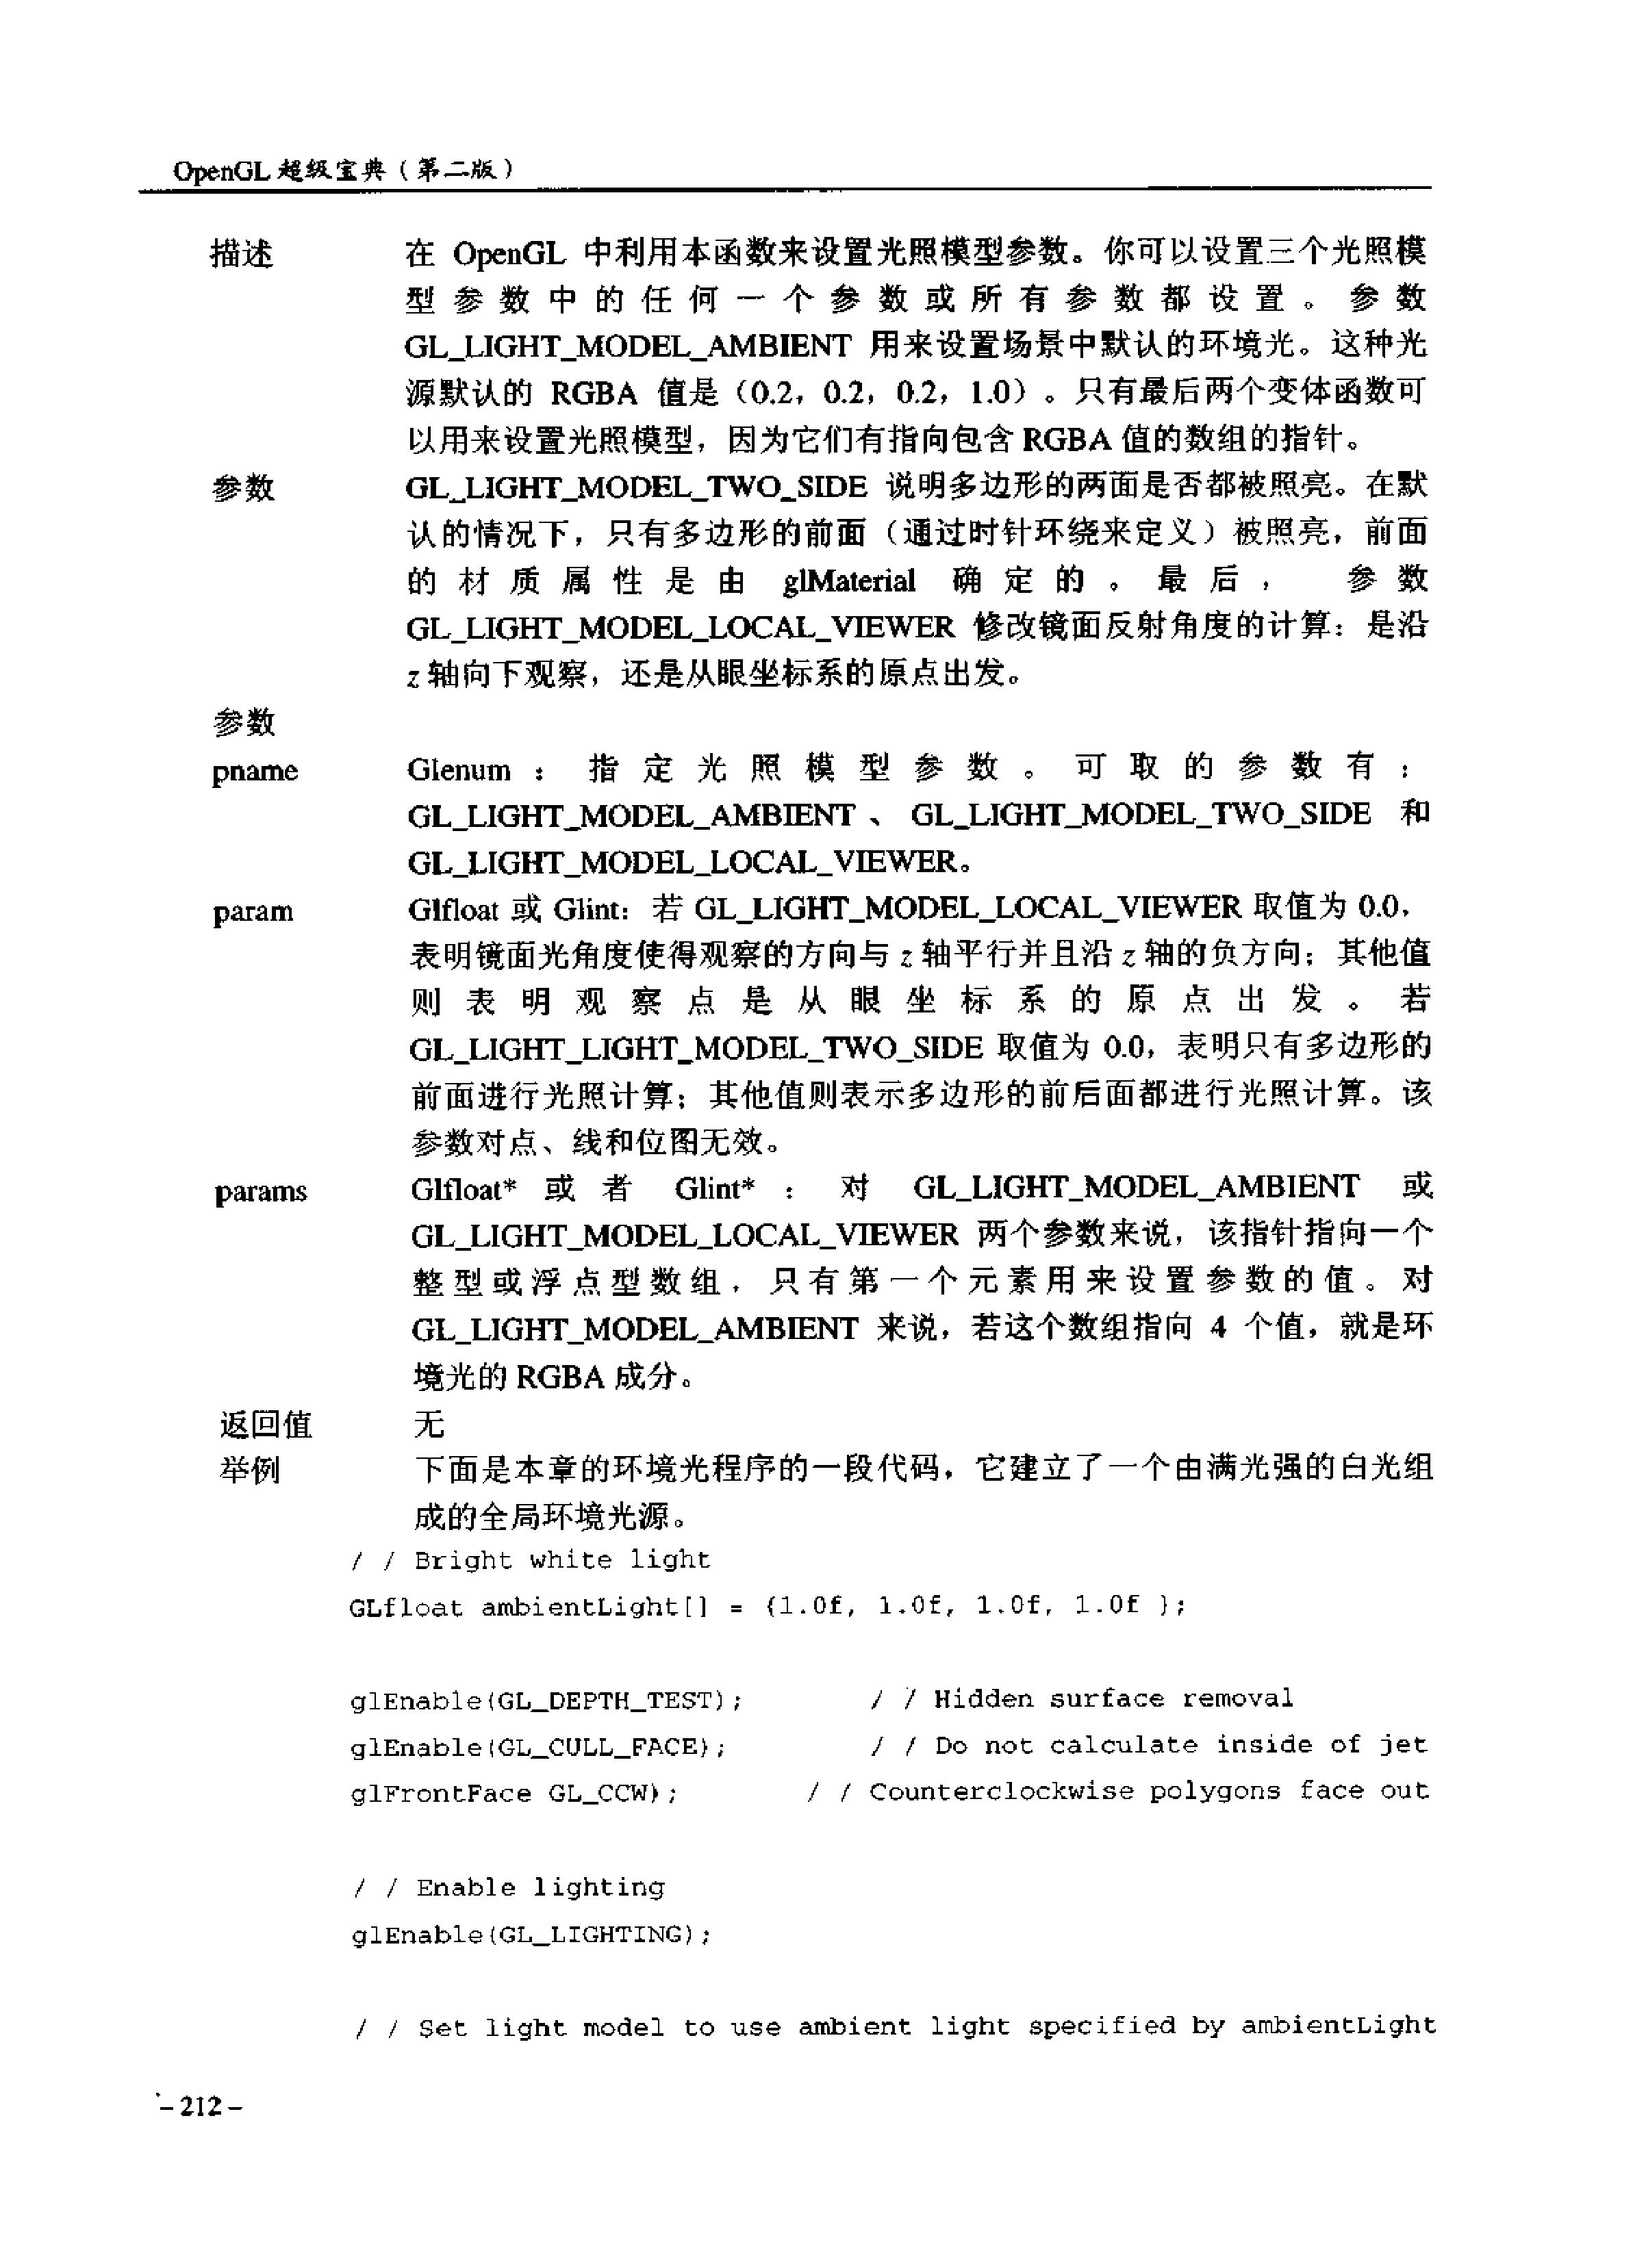 OpenGL 超级宝典（第二版）
描述 在 OpenGL 中利用本函数来设置光照模型参数。你可以设置三个光照模
型参数中的任何一个参数或所有参数都设置。参数
GL_LIGHT_MODEL_AMBIENT 用来设置场景中默认的环境光。这种光
源默认的 RGBA 值是（0.2，0.2，0.2，1.0）。只有最后两个变体函数可
以用来设置光照模型，因为它们有指向包含 RGBA 值的数组的指针。
参数 GL_LIGHT_MODEL_TWO_SIDE 说明多边形的两面是否都被照亮。在默
认的情况下，只有多边形的前面（通过时针环绕来定义）被照亮，前面
的材质属性是由 glMaterial 确定的。最后，参数
GL_LIGHT_MODEL_LOCAL_VIEWER 修改镜面反射角度的计算：是沿
z 轴向下观察，还是从眼坐标系的原点出发。
参数
pname Glenum：指定光照模型参数。可取的参数有：
GL_LIGHT_MODEL_AMBIENT、GL_LIGHT_MODEL_TWO_SIDE 和
GL_LIGHT_MODEL_LOCAL_VIEWER。
param Glfloat 或 Glint：若 GL_LIGHT_MODEL_LOCAL_VIEWER 取值为 0.0，
表明镜面光角度使得观察的方向与 z 轴平行并且沿 z 轴的负方向；其他值
则表明观察点是从眼坐标系的原点出发。若
GL_LIGHT_LIGHT_MODEL_TWO_SIDE 取值为 0.0，表明只有多边形的
前面进行光照计算；其他值则表示多边形的前后面都进行光照计算。该
参数对点、线和位图无效。
params Glfloat* 或者 Glint*：对 GL_LIGHT_MODEL_AMBIENT 或
GL_LIGHT_MODEL_LOCAL_VIEWER 两个参数来说，该指针指向一个
整型或浮点型数组，只有第一个元素用来设置参数的值。对
GL_LIGHT_MODEL_AMBIENT 来说，若这个数组指向 4 个值，就是环
境光的 RGBA 成分。
返回值 无
举例 下面是本章的环境光程序的一段代码，它建立了一个由满光强的白光组
成的全局环境光源。
/ / Bright white light
GLfloat ambientLight[] = {1.0f, 1.0f, 1.0f, 1.0f };
glEnable(GL_DEPTH_TEST); / / Hidden surface removal
glEnable(GL_CULL_FACE); / / Do not calculate inside of jet
glFrontFace GL_CCW); / / Counterclockwise polygons face out
/ / Enable lighting
glEnable(GL_LIGHTING);
/ / Set light model to use ambient light specified by ambientLight
- 212 -